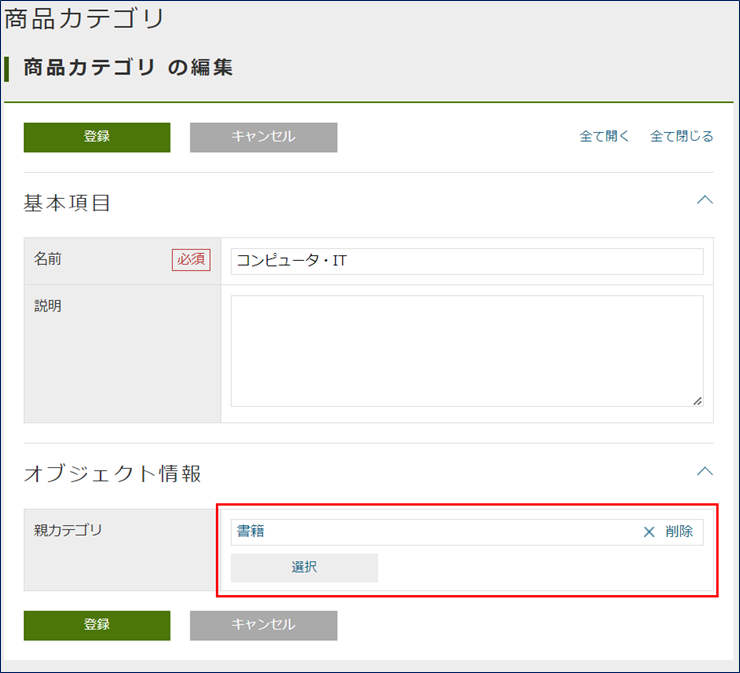 商品カテゴリ
商品カテゴリ の編集
登録 キャンセル 全て開く 全て閉じる
基本項目
名前 必須 コンピュータ・IT
説明
オブジェクト情報
親カテゴリ 書籍 × 削除
選択
登録 キャンセル